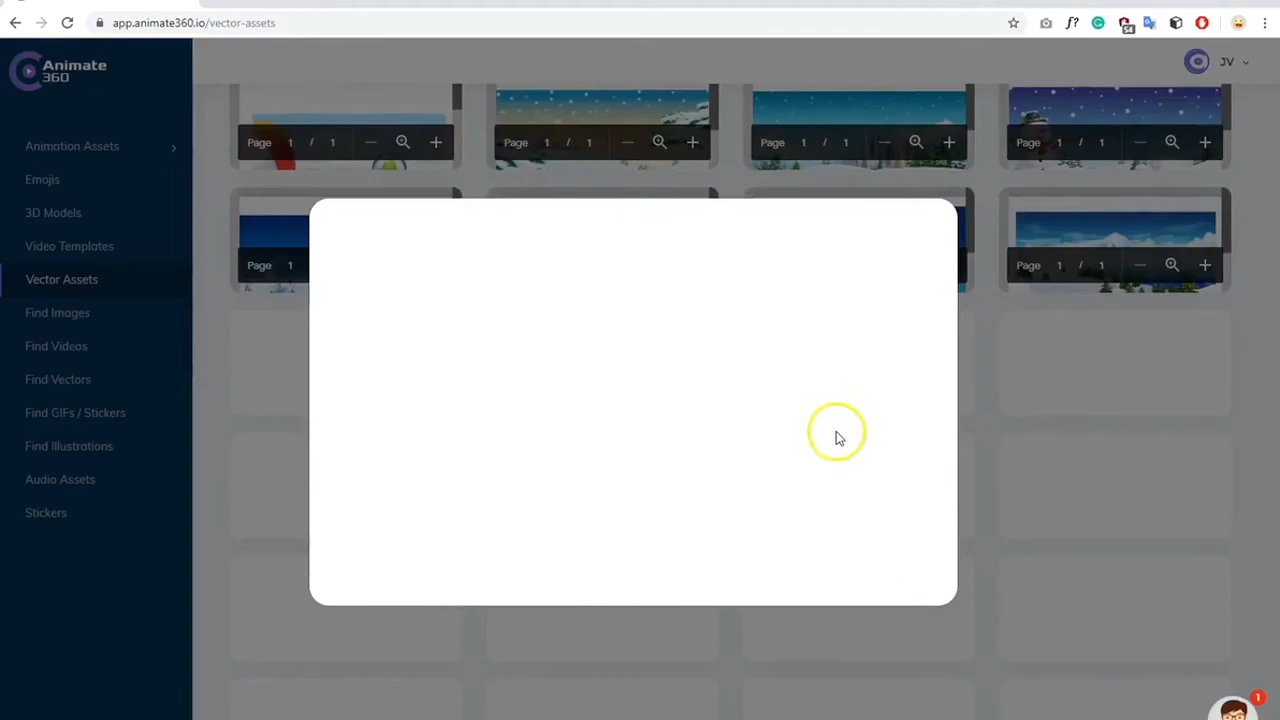 app.animate360.io/vector-assets
f?
54
Animate
360
JV
Animation Assets
Emojis
3D Models
Video Templates
Vector Assets
Find Images
Find Videos
Find Vectors
Find GIFs / Stickers
Find Illustrations
Audio Assets
Stickers
Page 1 / 1
Page 1 / 1
Page 1 / 1
Page 1 / 1
Page 1
Page 1 / 1
1